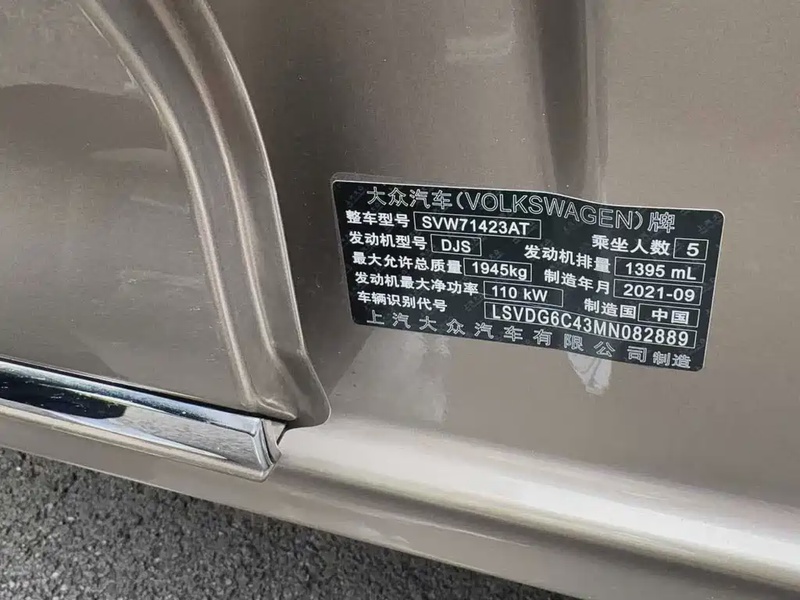 大众汽车(VOLKSWAGEN)牌
整车型号 SVW71423AT 乘坐人数 5
发动机型号 DJS 发动机排量 1395 mL
最大允许总质量 1945kg 制造年月 2021-09
发动机最大净功率 110 kW 制造国 中国
车辆识别代号 LSVDG6C43MN082889
上汽大众汽车有限公司制造